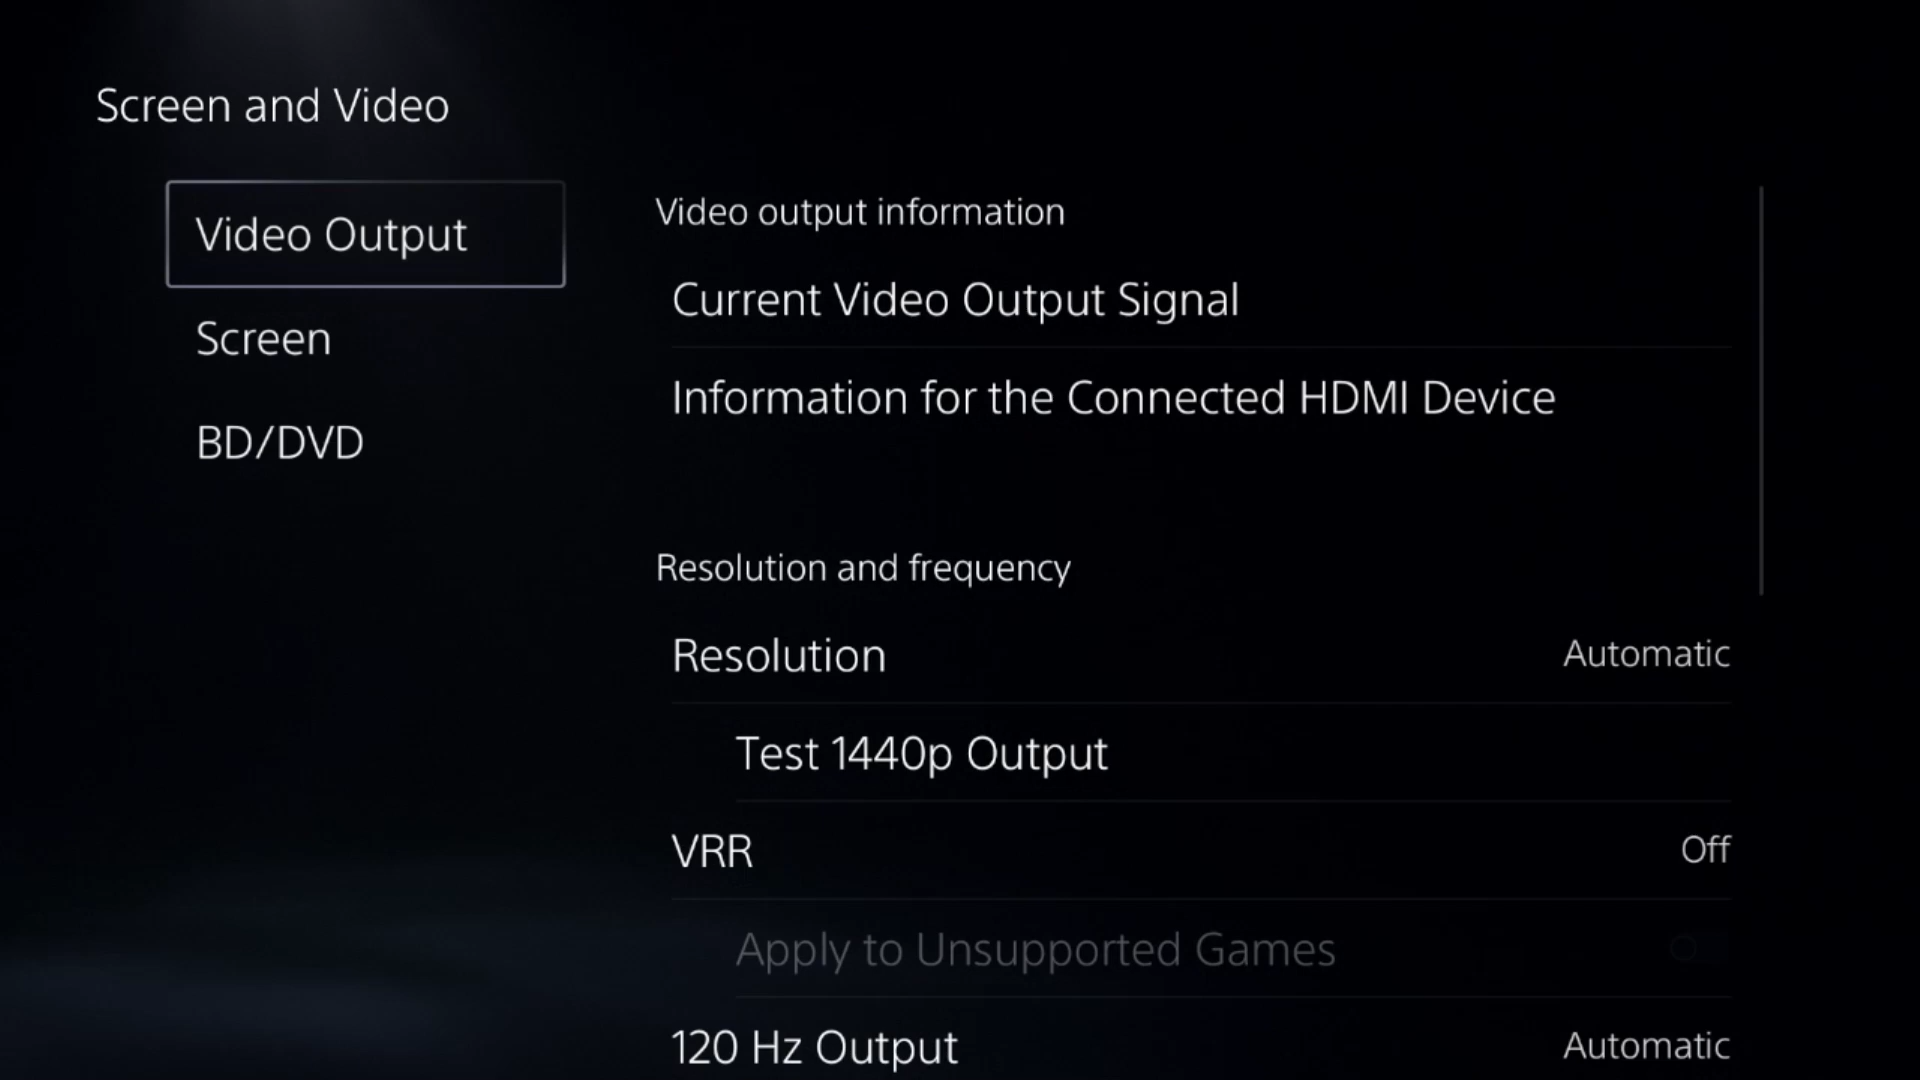 Screen and Video
Video Output
Screen
BD/DVD
Video output information
Current Video Output Signal
Information for the Connected HDMI Device
Resolution and frequency
Resolution Automatic
Test 1440p Output
VRR Off
Apply to Unsupported Games
120 Hz Output Automatic